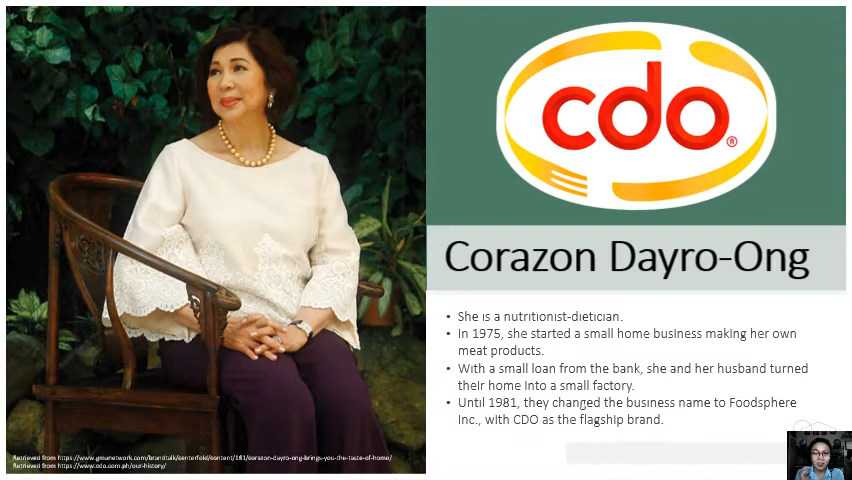 cdo®
Corazon Dayro-Ong
• She is a nutritionist-dietician.
• In 1975, she started a small home business making her own
meat products.
• With a small loan from the bank, she and her husband turned
their home into a small factory.
• Until 1981, they changed the business name to Foodsphere
Inc., with CDO as the flagship brand.
Retrieved from https://www.gmanetwork.com/brandtalk/centerfold/content/181/corazon-dayro-ong-brings-you-the-taste-of-home/
Retrieved from https://www.cdo.com.ph/our-history/